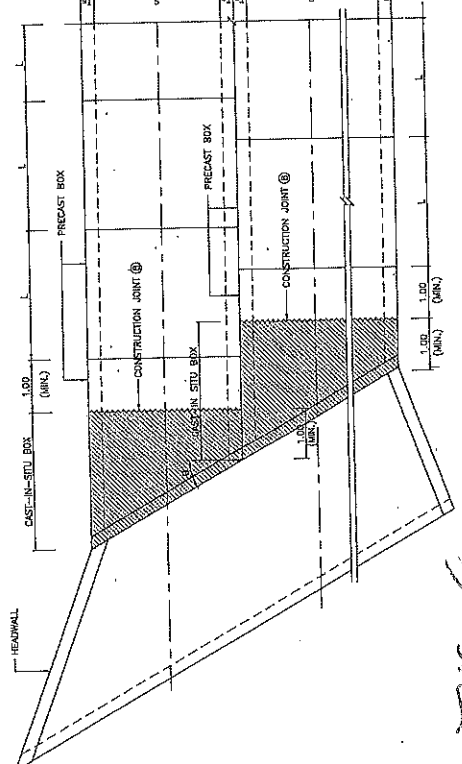 L
L
L
1.00
(MIN.)
CAST-IN-SITU BOX
HEADWALL
PRECAST BOX
CONSTRUCTION JOINT Ⓑ
S
PRECAST BOX
CONSTRUCTION JOINT Ⓑ
CAST-IN SITU BOX
1.00
(MIN.)
L
L
1.00
(MIN.)
1.00
(MIN.)